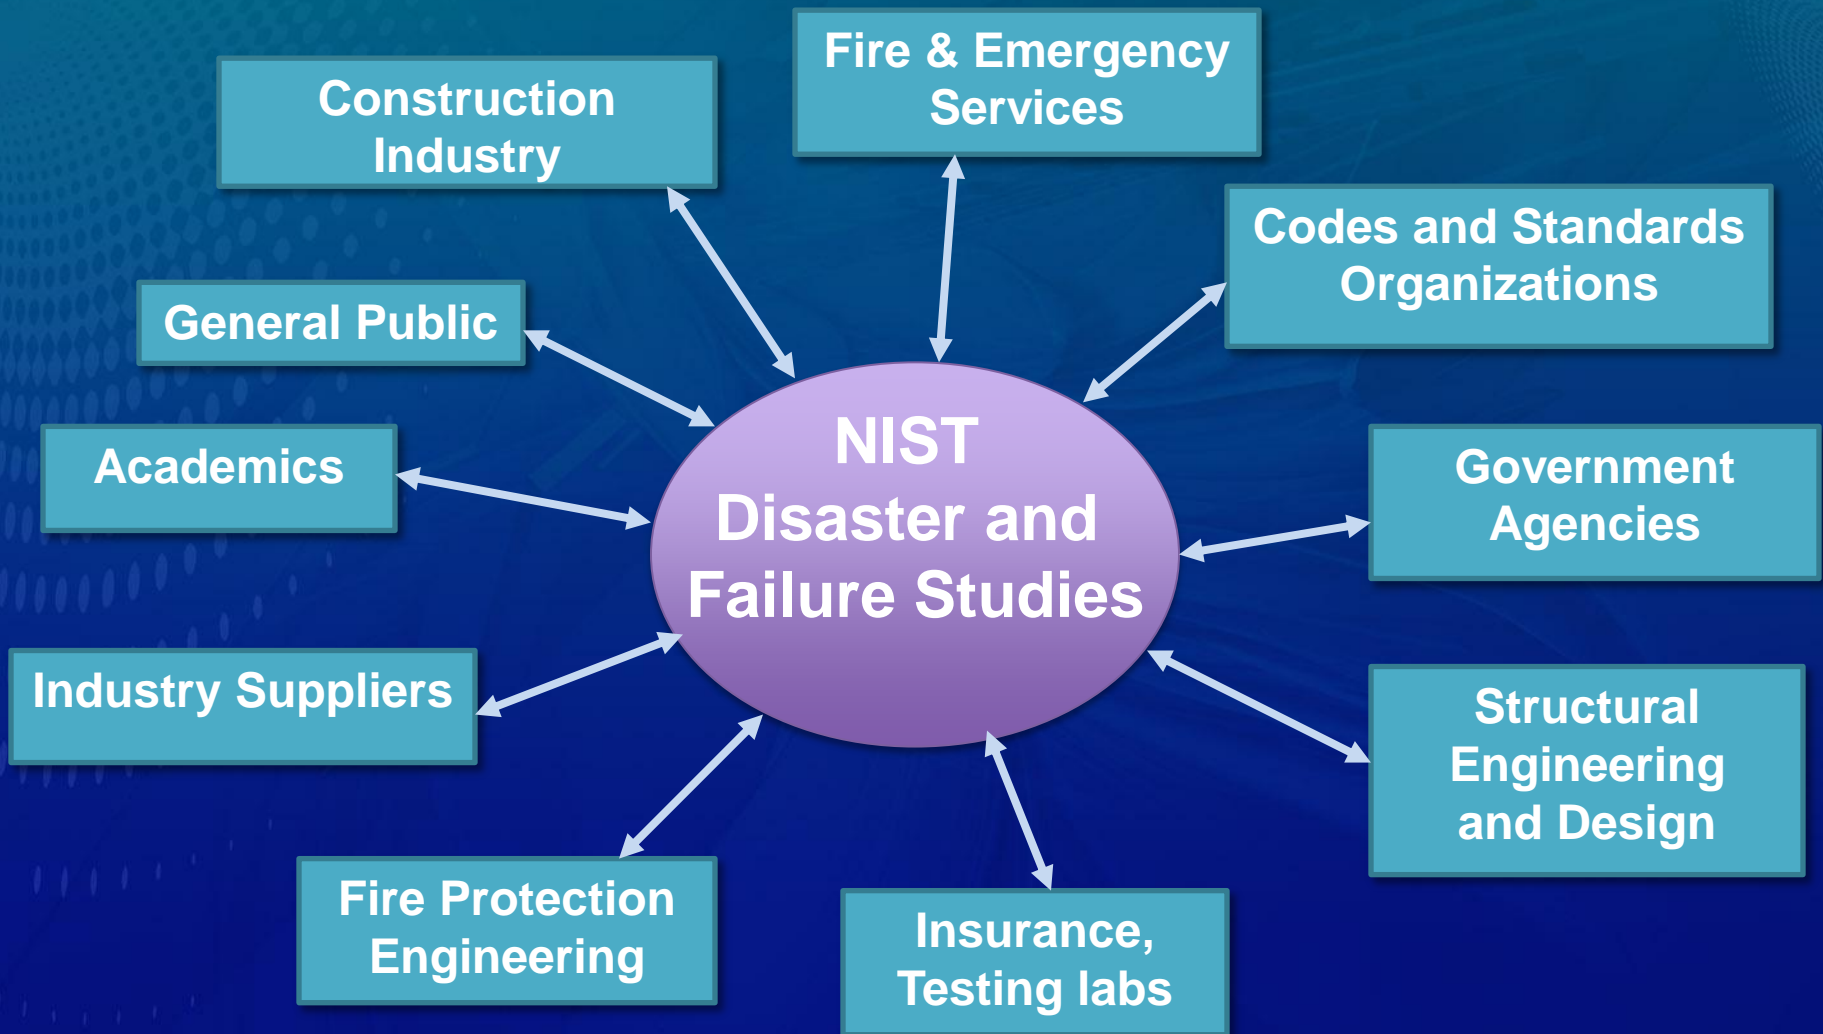 Fire & Emergency
Services
Construction
Industry
Codes and Standards
Organizations
General Public
Academics
NIST
Disaster and
Failure Studies
Government
Agencies
Industry Suppliers
Structural
Engineering
and Design
Fire Protection
Engineering
Insurance,
Testing labs